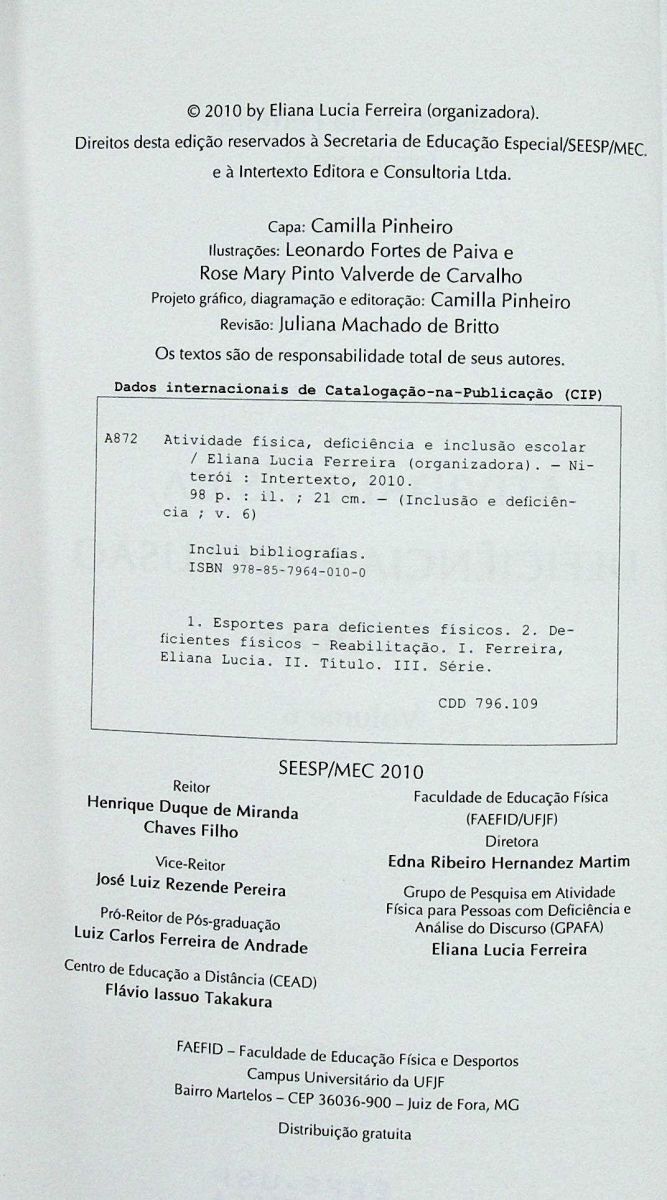 © 2010 by Eliana Lucia Ferreira (organizadora).
Direitos desta edição reservados à Secretaria de Educação Especial/SEESP/MEC.
e à Intertexto Editora e Consultoria Ltda.
Capa: Camilla Pinheiro
Ilustrações: Leonardo Fortes de Paiva e
Rose Mary Pinto Valverde de Carvalho
Projeto gráfico, diagramação e editoração: Camilla Pinheiro
Revisão: Juliana Machado de Britto
Os textos são de responsabilidade total de seus autores.
Dados internacionais de Catalogação-na-Publicação (CIP)
A872 Atividade física, deficiência e inclusão escolar
/ Eliana Lucia Ferreira (organizadora). — Ni-
terói : Intertexto, 2010.
98 p. : il. ; 21 cm. — (Inclusão e deficiên-
cia ; v. 6)
Inclui bibliografias.
ISBN 978-85-7964-010-0
1. Esportes para deficientes físicos. 2. De-
ficientes físicos - Reabilitação. I. Ferreira,
Eliana Lucia. II. Título. III. Série.
CDD 796.109
SEESP/MEC 2010
Reitor
Henrique Duque de Miranda
Chaves Filho
Vice-Reitor
José Luiz Rezende Pereira
Pró-Reitor de Pós-graduação
Luiz Carlos Ferreira de Andrade
Centro de Educação a Distância (CEAD)
Flávio Iassuo Takakura
Faculdade de Educação Física
(FAEFID/UFJF)
Diretora
Edna Ribeiro Hernandez Martim
Grupo de Pesquisa em Atividade
Física para Pessoas com Deficiência e
Análise do Discurso (GPAFA)
Eliana Lucia Ferreira
FAEFID – Faculdade de Educação Física e Desportos
Campus Universitário da UFJF
Bairro Martelos – CEP 36036-900 – Juiz de Fora, MG
Distribuição gratuita